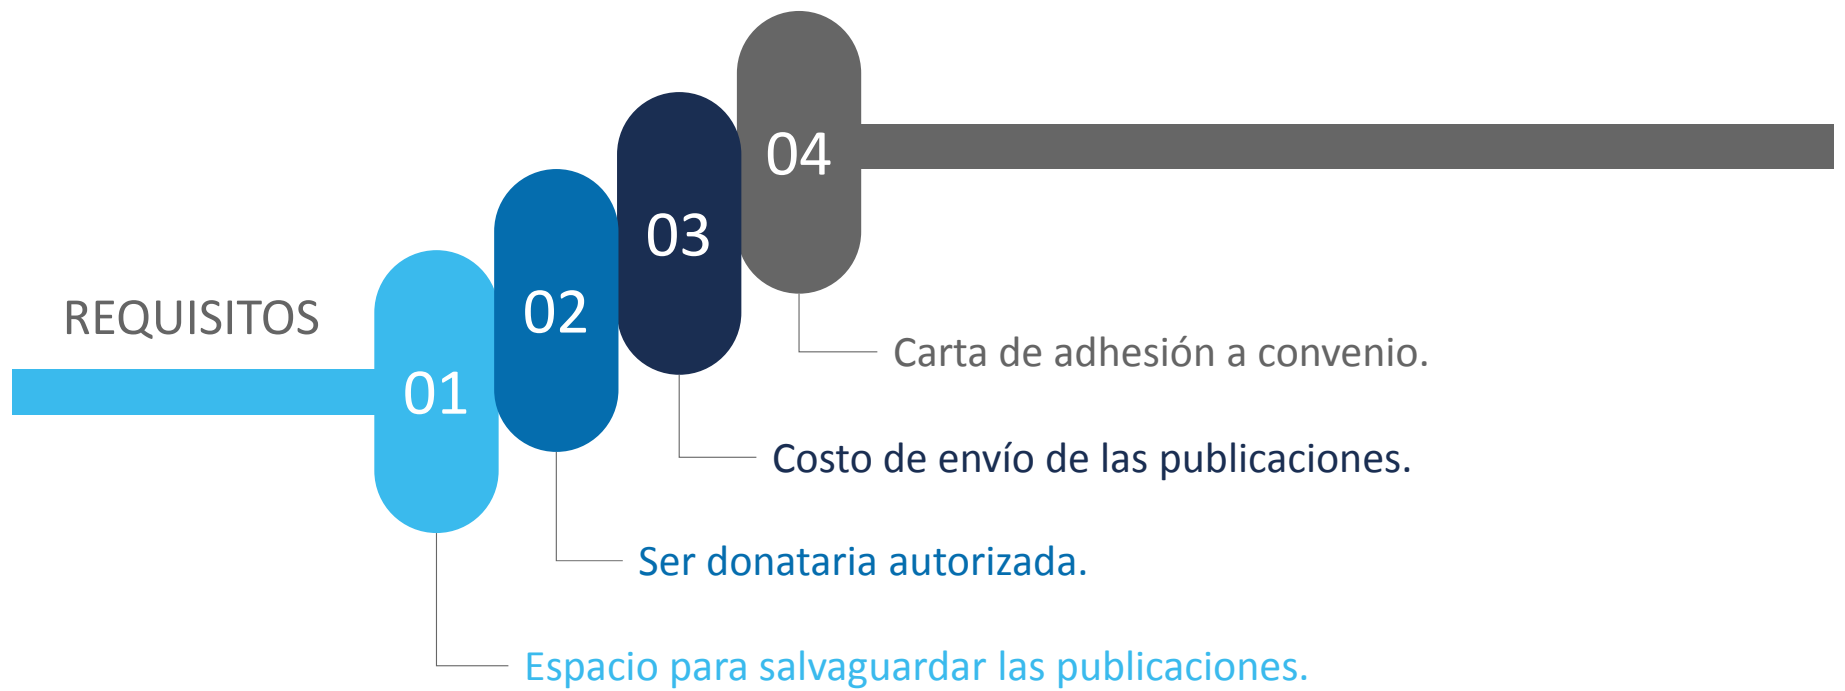 REQUISITOS
01
Espacio para salvaguardar las publicaciones.
02
Ser donataria autorizada.
03
Costo de envío de las publicaciones.
04
Carta de adhesión a convenio.